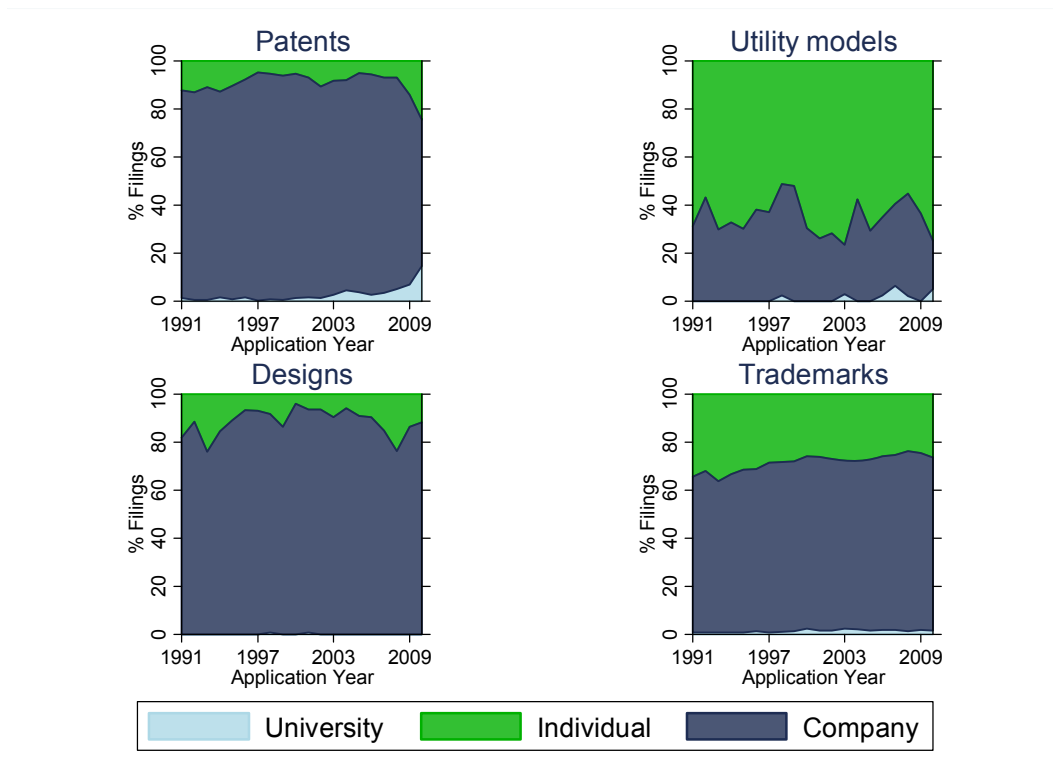 Patents
% Filings
100
80
60
40
20
0
1991 1997 2003 2009
Application Year
Utility models
% Filings
100
80
60
40
20
0
1991 1997 2003 2009
Application Year
Designs
% Filings
100
80
60
40
20
0
1991 1997 2003 2009
Application Year
Trademarks
% Filings
100
80
60
40
20
0
1991 1997 2003 2009
Application Year
University Individual Company